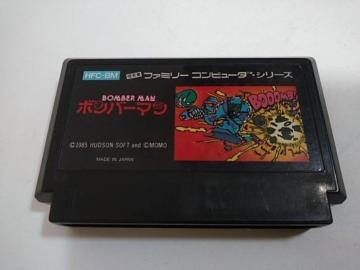 HFC-BM ファミリー コンピュータ シリーズ
BOMBER MAN
ボンバーマン
BOOOMB!
©1985 HUDSON SOFT and ©MOMO
MADE IN JAPAN